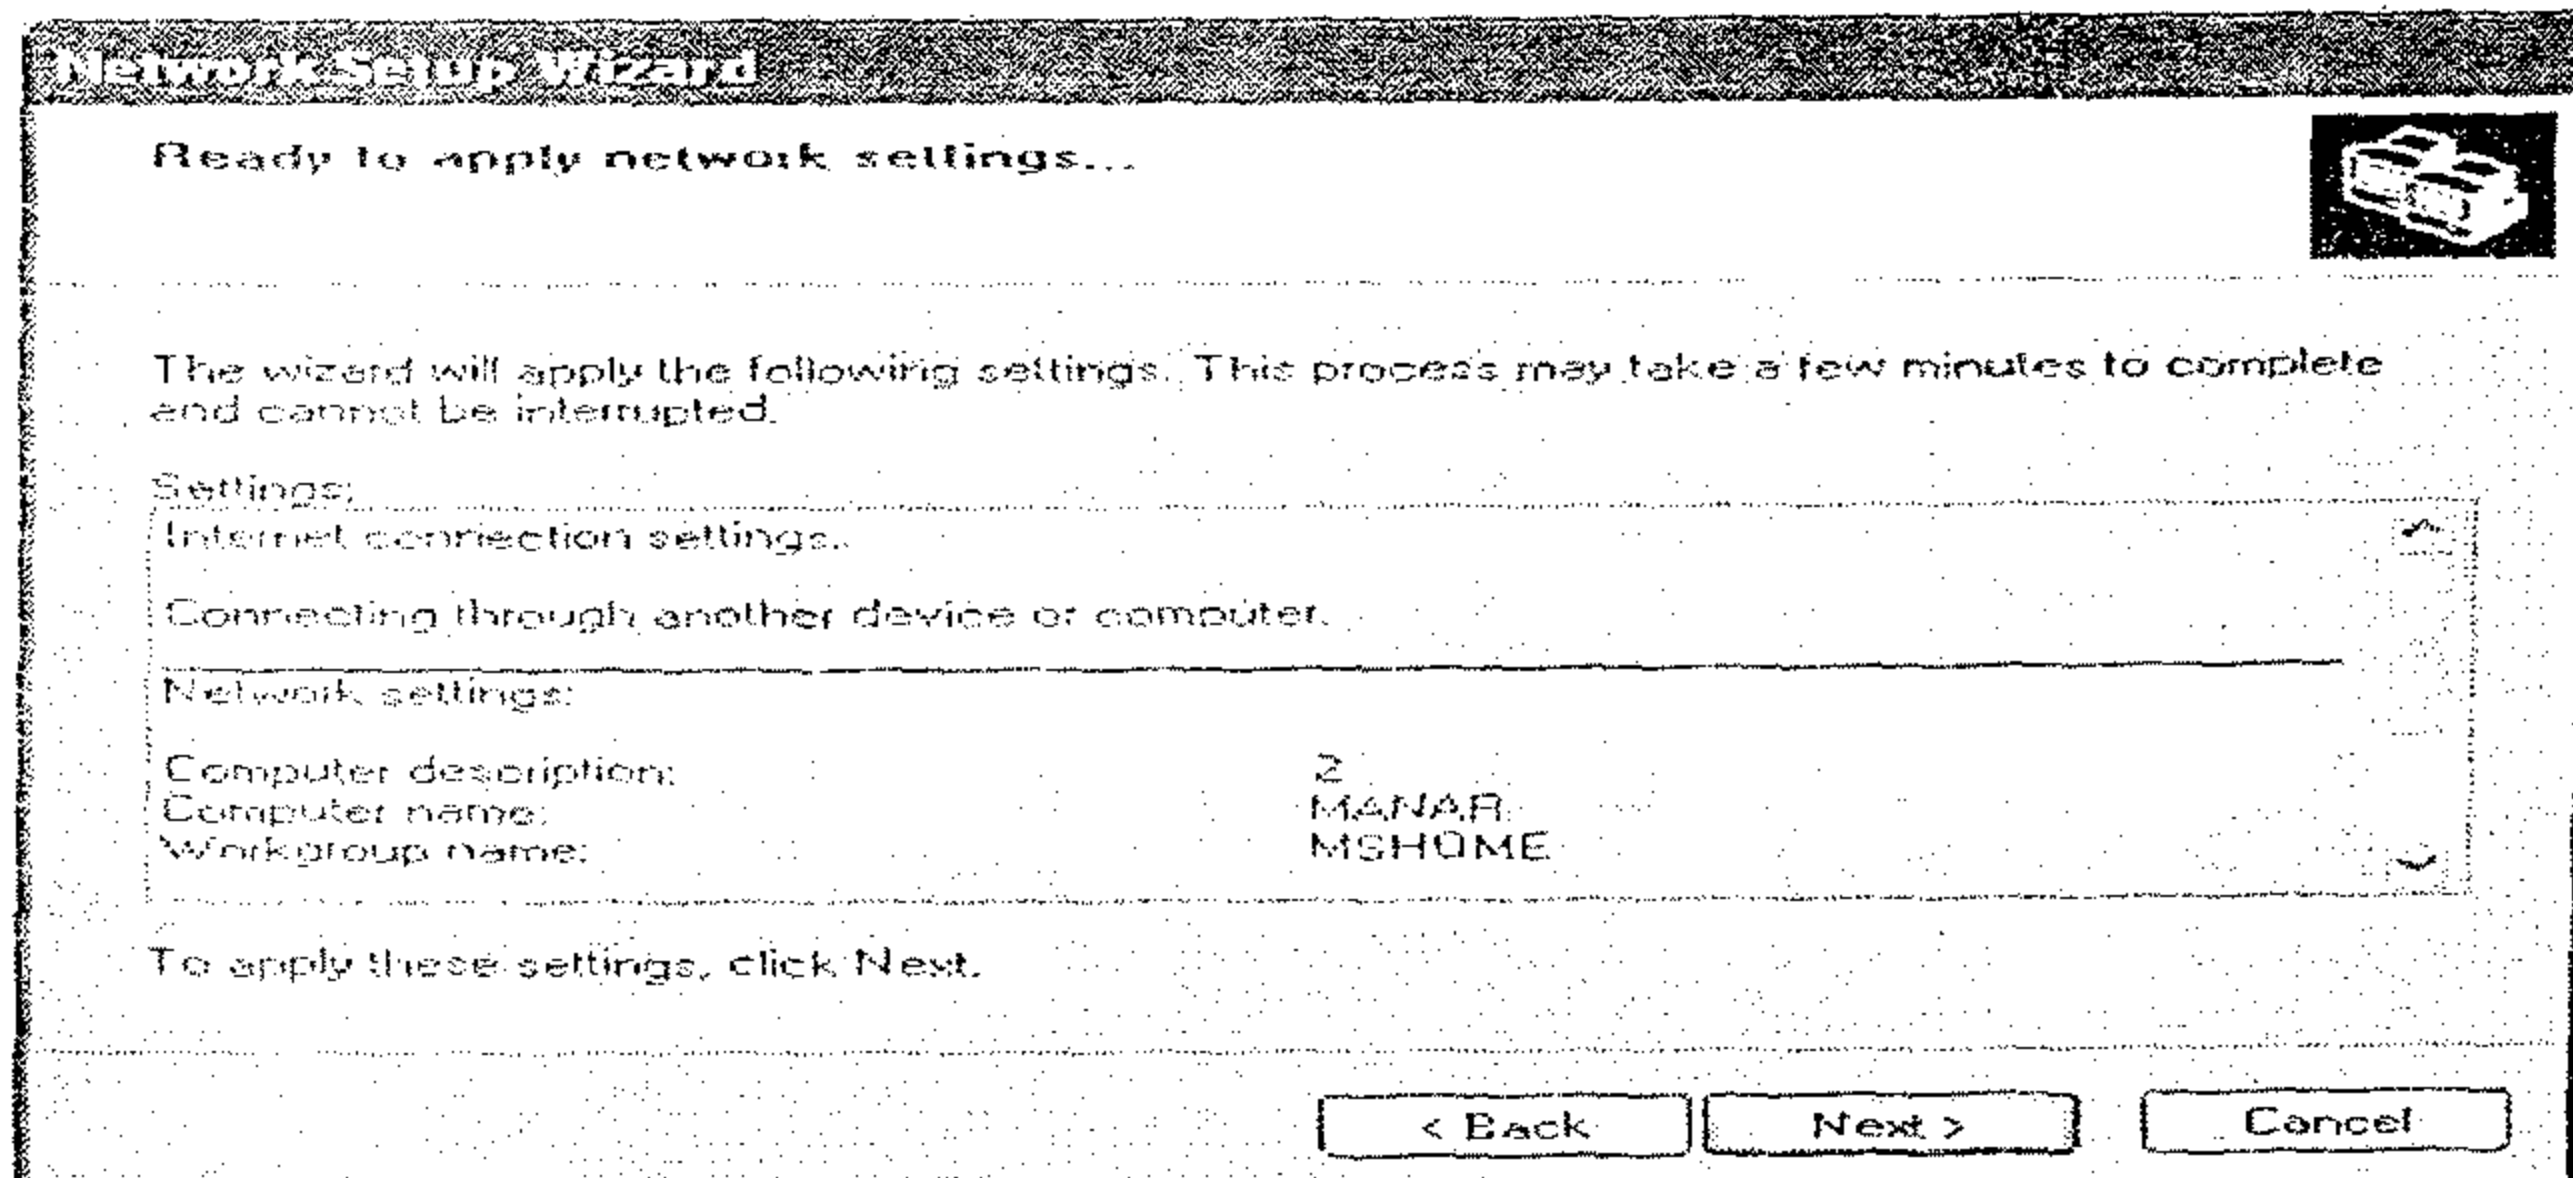 Network Setup Wizard
Ready to apply network settings...
The wizard will apply the following settings. This process may take a few minutes to complete
and cannot be interrupted.
Settings:
Internet connection settings:
Connecting through another device or computer.
Network settings:
Computer description: 2
Computer name: MANAR
Workgroup name: MSHOME
To apply these settings, click Next.
< Back Next > Cancel